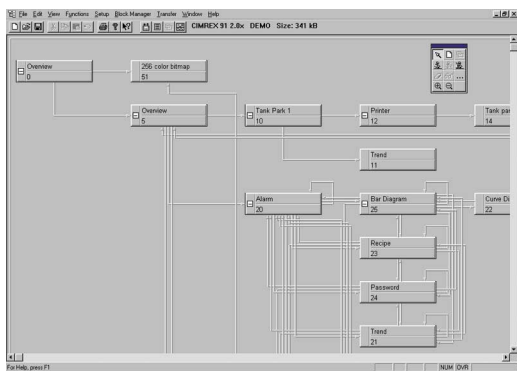 File Edit View Functions Setup Block Manager Transfer Window Help
CIMREX 91 2.0x DEMO Size: 341 kB
Overview
0
256 color bitmap
51
Overview
5
Tank Park 1
10
Printer
12
Tank par
14
Trend
11
Alarm
20
Bar Diagram
25
Curve Di
22
Recipe
23
Password
24
Trend
21
For Help, press F1
NUM OVR